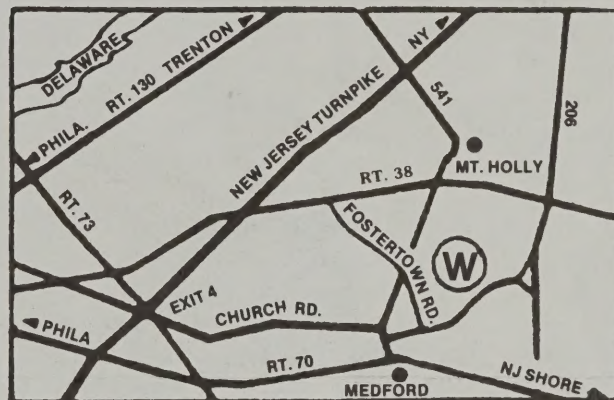 DELAWARE
PHILA.
RT. 130
TRENTON
NEW JERSEY TURNPIKE
NY
541
206
MT. HOLLY
RT. 38
RT. 73
FOSTERTOWN RD.
W
EXIT 4
CHURCH RD.
PHILA
RT. 70
MEDFORD
NJ SHORE